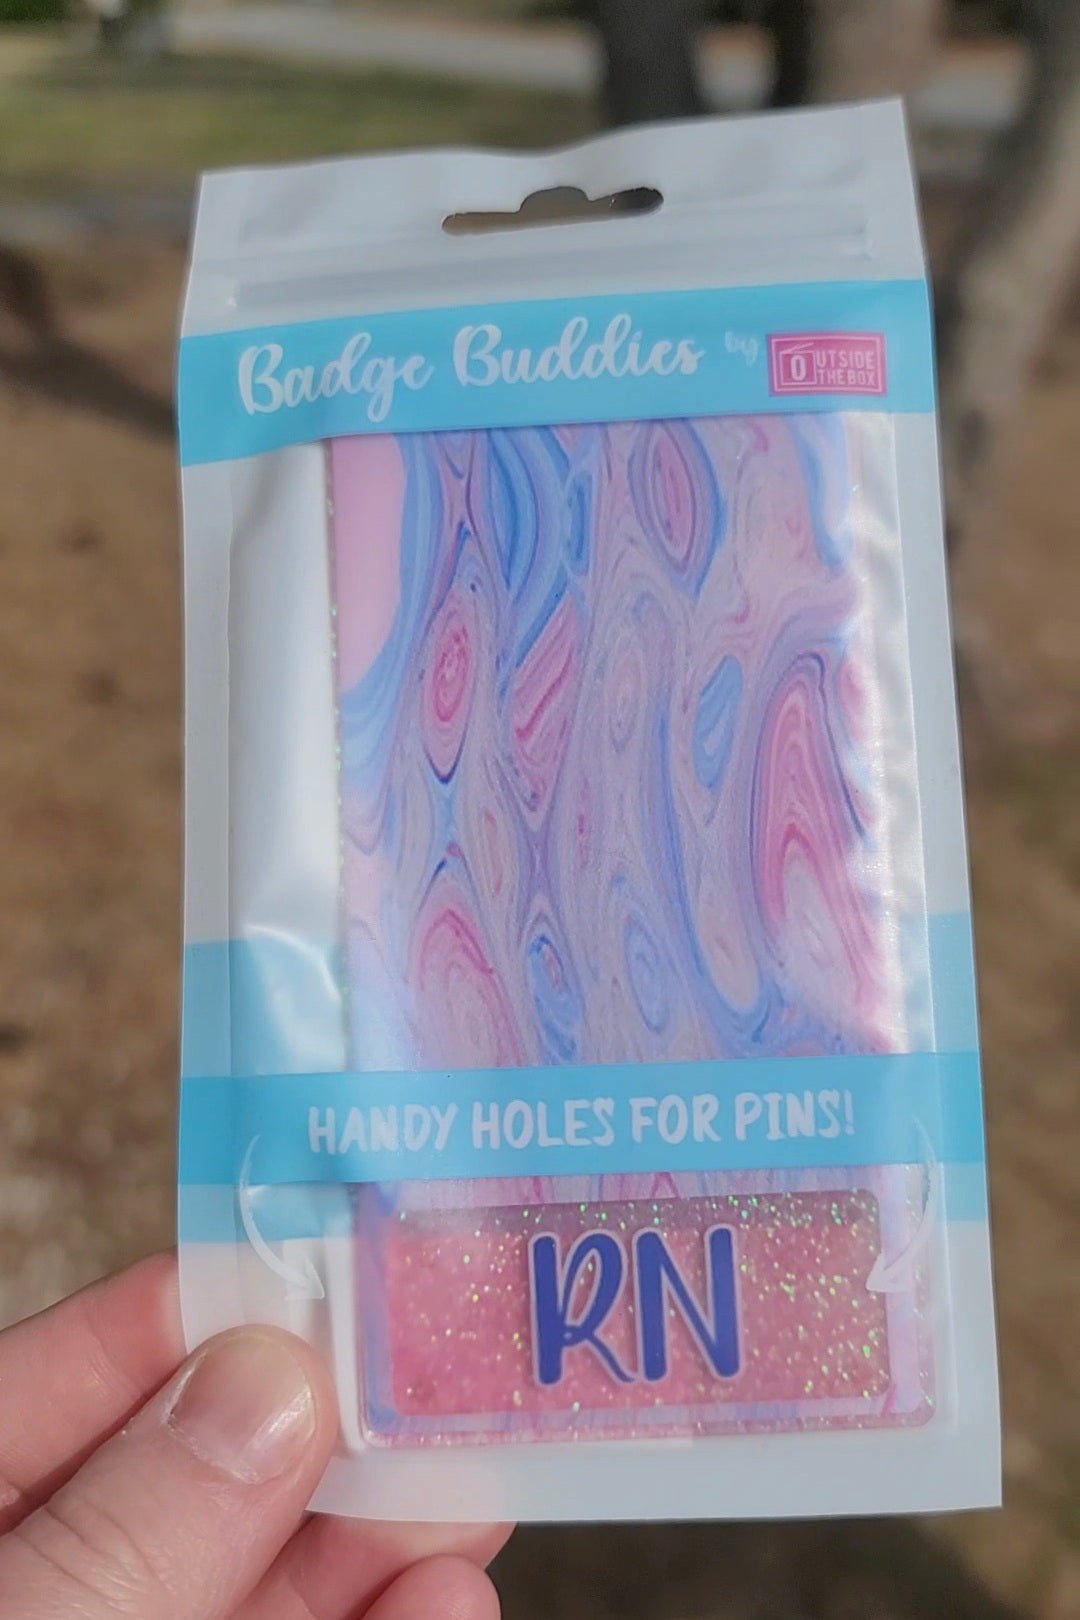 Badge Buddies by OUTSIDE
THE BOX
HANDY HOLES FOR PINS!
RN